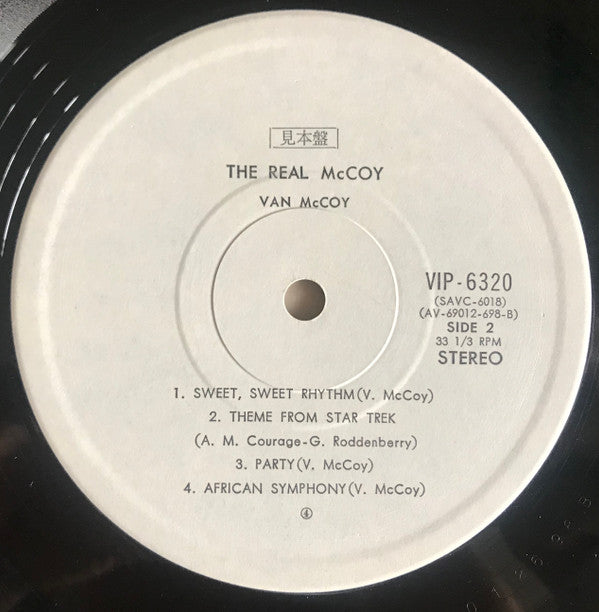 見本盤
THE REAL McCOY
VAN McCOY
VIP-6320
(SAVC-6018)
(AV-69012-698-B)
SIDE 2
33 1/3 RPM
STEREO
1. SWEET, SWEET RHYTHM(V. McCoy)
2. THEME FROM STAR TREK
(A. M. Courage-G. Roddenberry)
3. PARTY(V. McCoy)
4. AFRICAN SYMPHONY(V. McCoy)
④